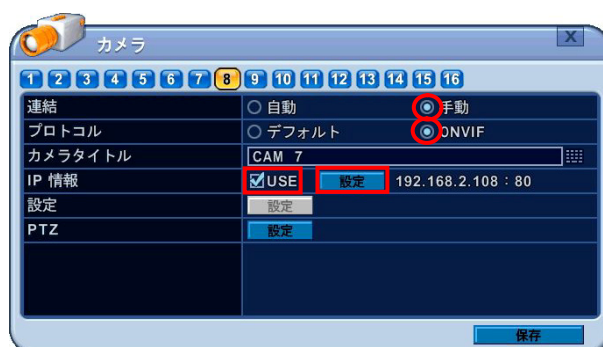 カメラ
X
1 2 3 4 5 6 7 8 9 10 11 12 13 14 15 16
連結 自動 手動
プロトコル デフォルト ONVIF
カメラタイトル CAM 7
IP 情報 USE 設定 192.168.2.108：80
設定 設定
PTZ 設定
保存